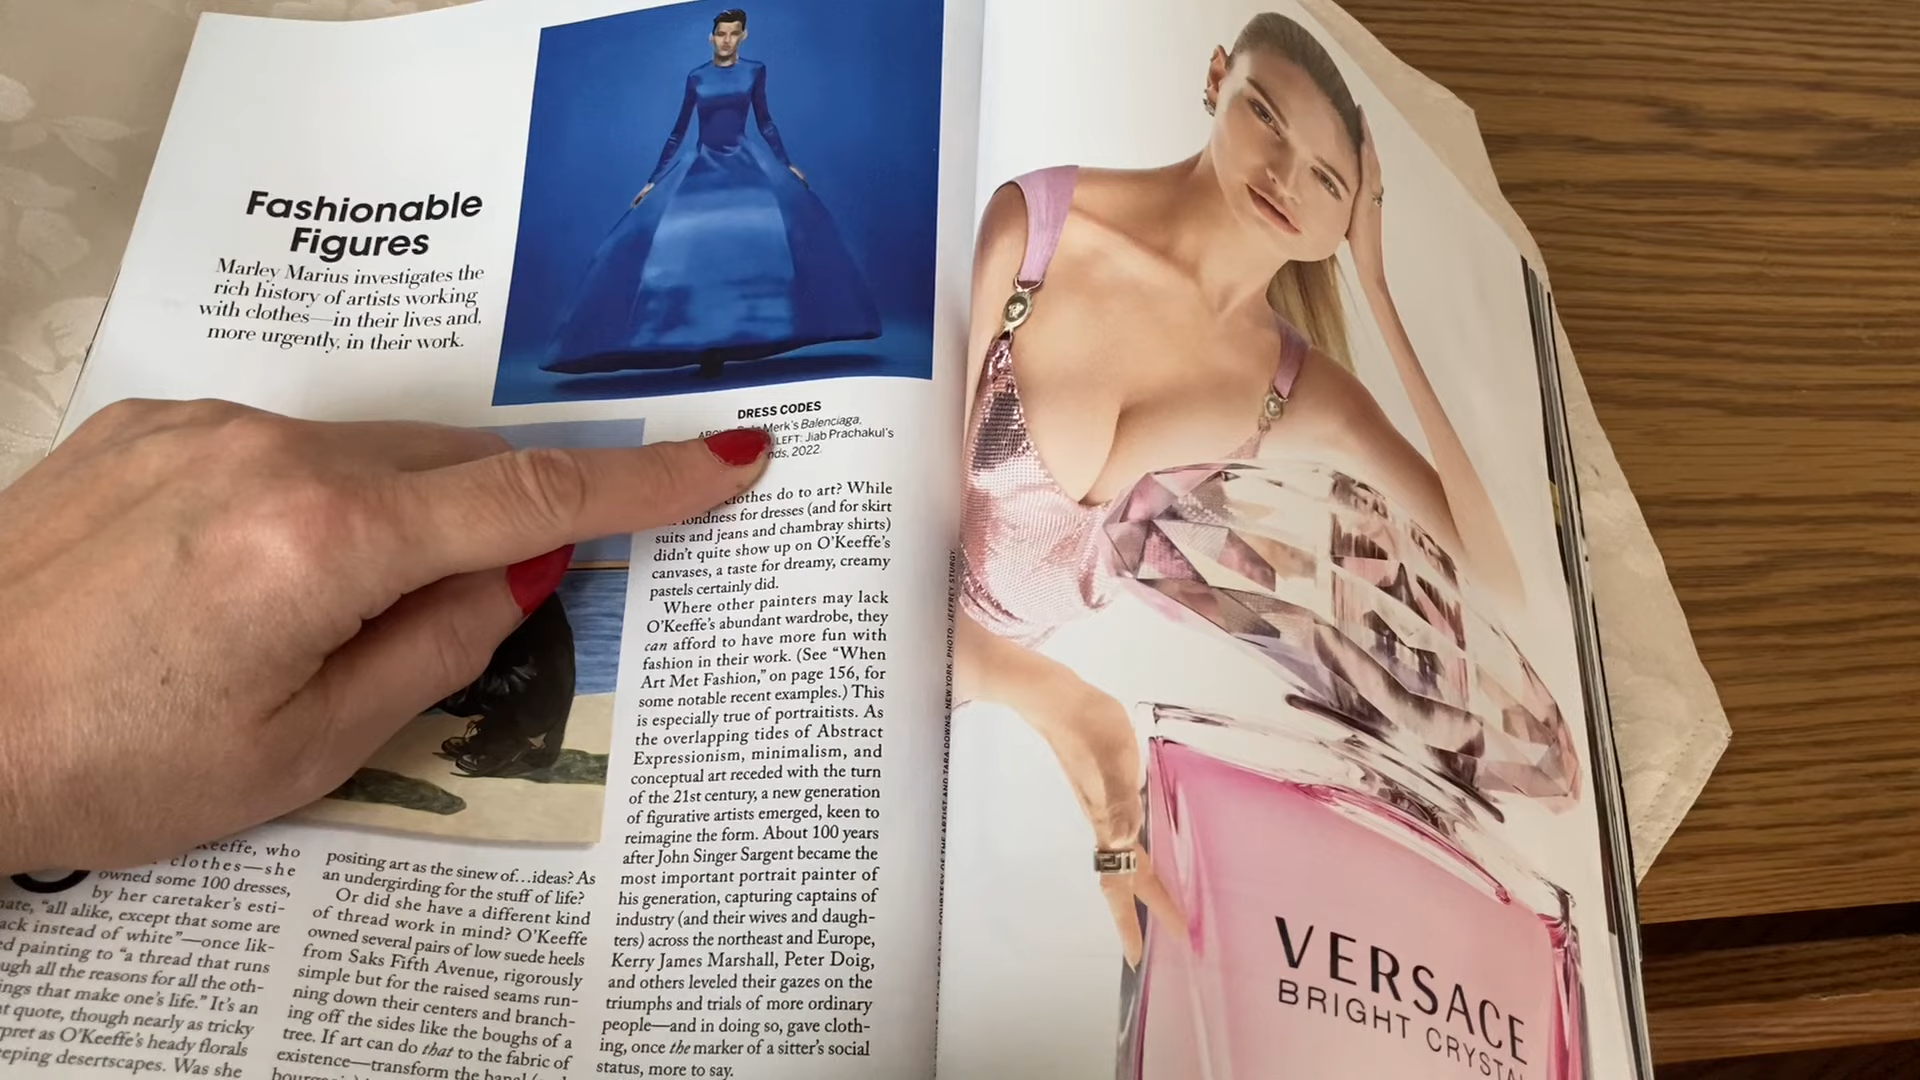 Fashionable
Figures
Marley Marius investigates the
rich history of artists working
with clothes—in their lives and,
more urgently, in their work.
DRESS CODES
Merk's Balenciaga,
LEFT: Jiab Prachakul's
2022.
clothes do to art? While
fondness for dresses (and for skirt
suits and jeans and chambray shirts)
didn't quite show up on O'Keeffe's
canvases, a taste for dreamy, creamy
pastels certainly did.
Where other painters may lack
O'Keeffe's abundant wardrobe, they
can afford to have more fun with
fashion in their work. (See "When
Art Met Fashion," on page 156, for
some notable recent examples.) This
is especially true of portraitists. As
the overlapping tides of Abstract
Expressionism, minimalism, and
conceptual art receded with the turn
of the 21st century, a new generation
of figurative artists emerged, keen to
reimagine the form. About 100 years
after John Singer Sargent became the
most important portrait painter of
his generation, capturing captains of
industry (and their wives and daugh-
ters) across the northeast and Europe,
Kerry James Marshall, Peter Doig,
and others leveled their gazes on the
triumphs and trials of more ordinary
people—and in doing so, gave cloth-
ing, once the marker of a sitter's social
status, more to say.
who
clothes—she
owned some 100 dresses,
by her caretaker's esti-
"all alike, except that some are
instead of white"—once lik-
painting to "a thread that runs
all the reasons for all the oth-
that make one's life." It's an
quote, though nearly as tricky
as O'Keeffe's heady florals
desertscapes. Was she
positing art as the sinew of…ideas? As
an undergirding for the stuff of life?
Or did she have a different kind
of thread work in mind? O'Keeffe
owned several pairs of low suede heels
from Saks Fifth Avenue, rigorously
simple but for the raised seams run-
ning down their centers and branch-
ing off the sides like the boughs of a
tree. If art can do that to the fabric of
existence—transform the
NEW YORK. PHOTO: JEFFREY STURGY
VERSACE
BRIGHT